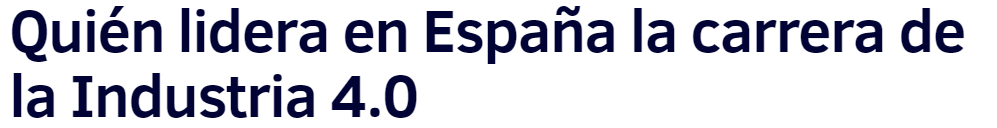 Quién lidera en España la carrera de
la Industria 4.0